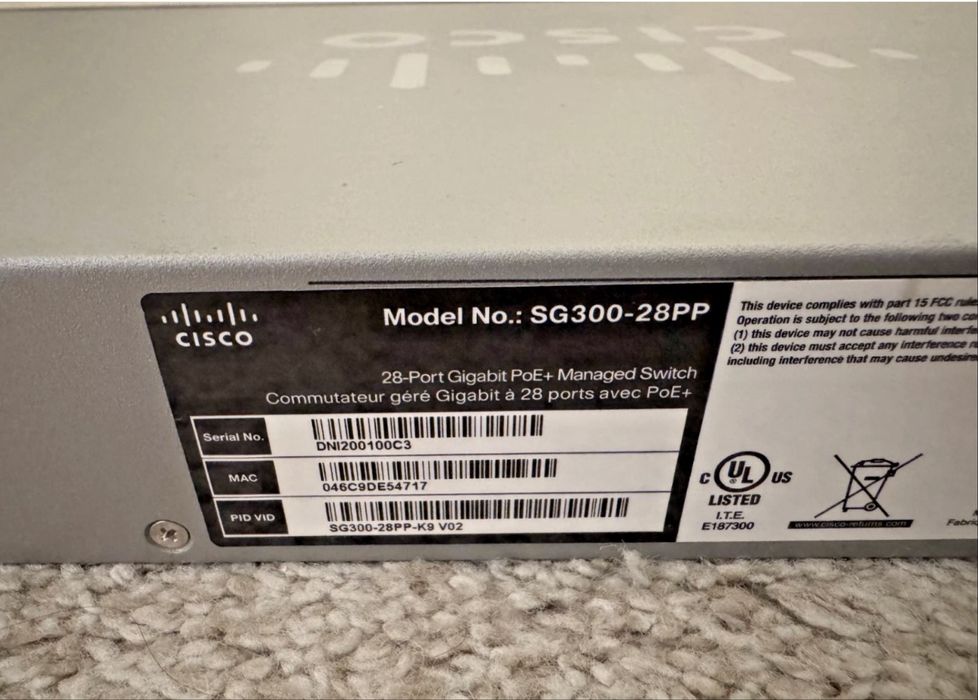 CISCO
CISCO
Model No.: SG300-28PP
28-Port Gigabit PoE+ Managed Switch
Commutateur géré Gigabit à 28 ports avec PoE+
Serial No.
DNI200100C3
MAC
046C9DE54717
PID VID
SG300-28PP-K9 V02
This device complies with part 15 FCC
Operation is subject to the following two
(1) this device may not cause harmful
(2) this device must accept any interference
including interference that may cause
C UL US
®
LISTED
I.T.E.
E187300
www.cisco-returns.com